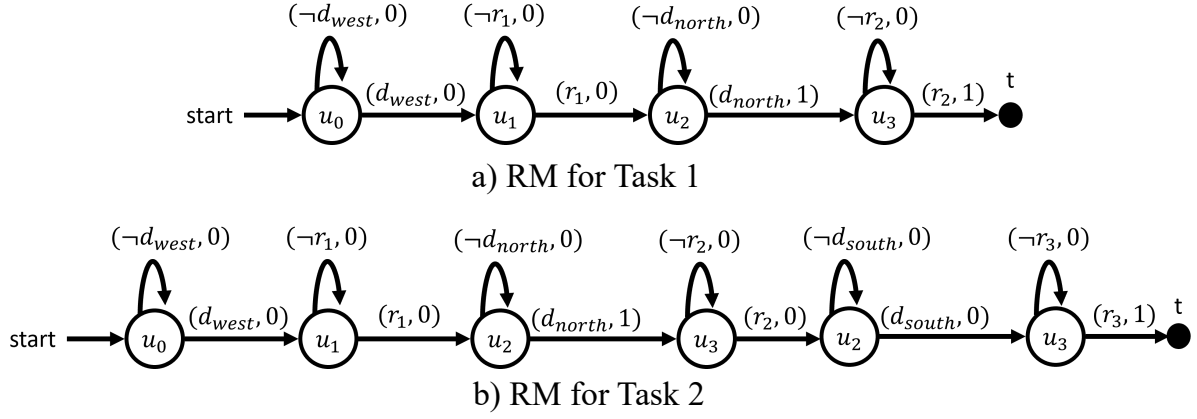 (¬d_west, 0) (¬r_1, 0) (¬d_north, 0) (¬r_2, 0)
start u_0 (d_west, 0) u_1 (r_1, 0) u_2 (d_north, 1) u_3 (r_2, 1) t
a) RM for Task 1
(¬d_west, 0) (¬r_1, 0) (¬d_north, 0) (¬r_2, 0) (¬d_south, 0) (¬r_3, 0)
start u_0 (d_west, 0) u_1 (r_1, 0) u_2 (d_north, 1) u_3 (r_2, 0) u_2 (d_south, 0) u_3 (r_3, 1) t
b) RM for Task 2